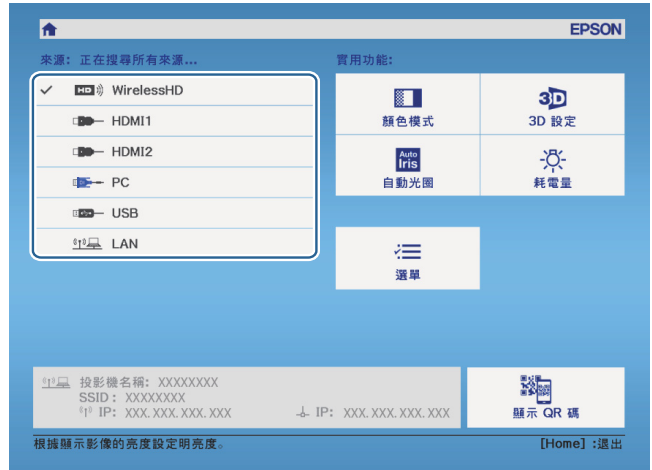 EPSON
來源: 正在搜尋所有來源...
WirelessHD
HDMI1
HDMI2
PC
USB
LAN
實用功能:
顏色模式
3D
3D 設定
Auto
Iris
自動光圈
耗電量
選單
投影機名稱: XXXXXXXX
SSID : XXXXXXXX
IP: XXX.XXX.XXX.XXX IP: XXX.XXX.XXX.XXX
顯示 QR 碼
根據顯示影像的亮度設定明亮度。 [Home] :退出